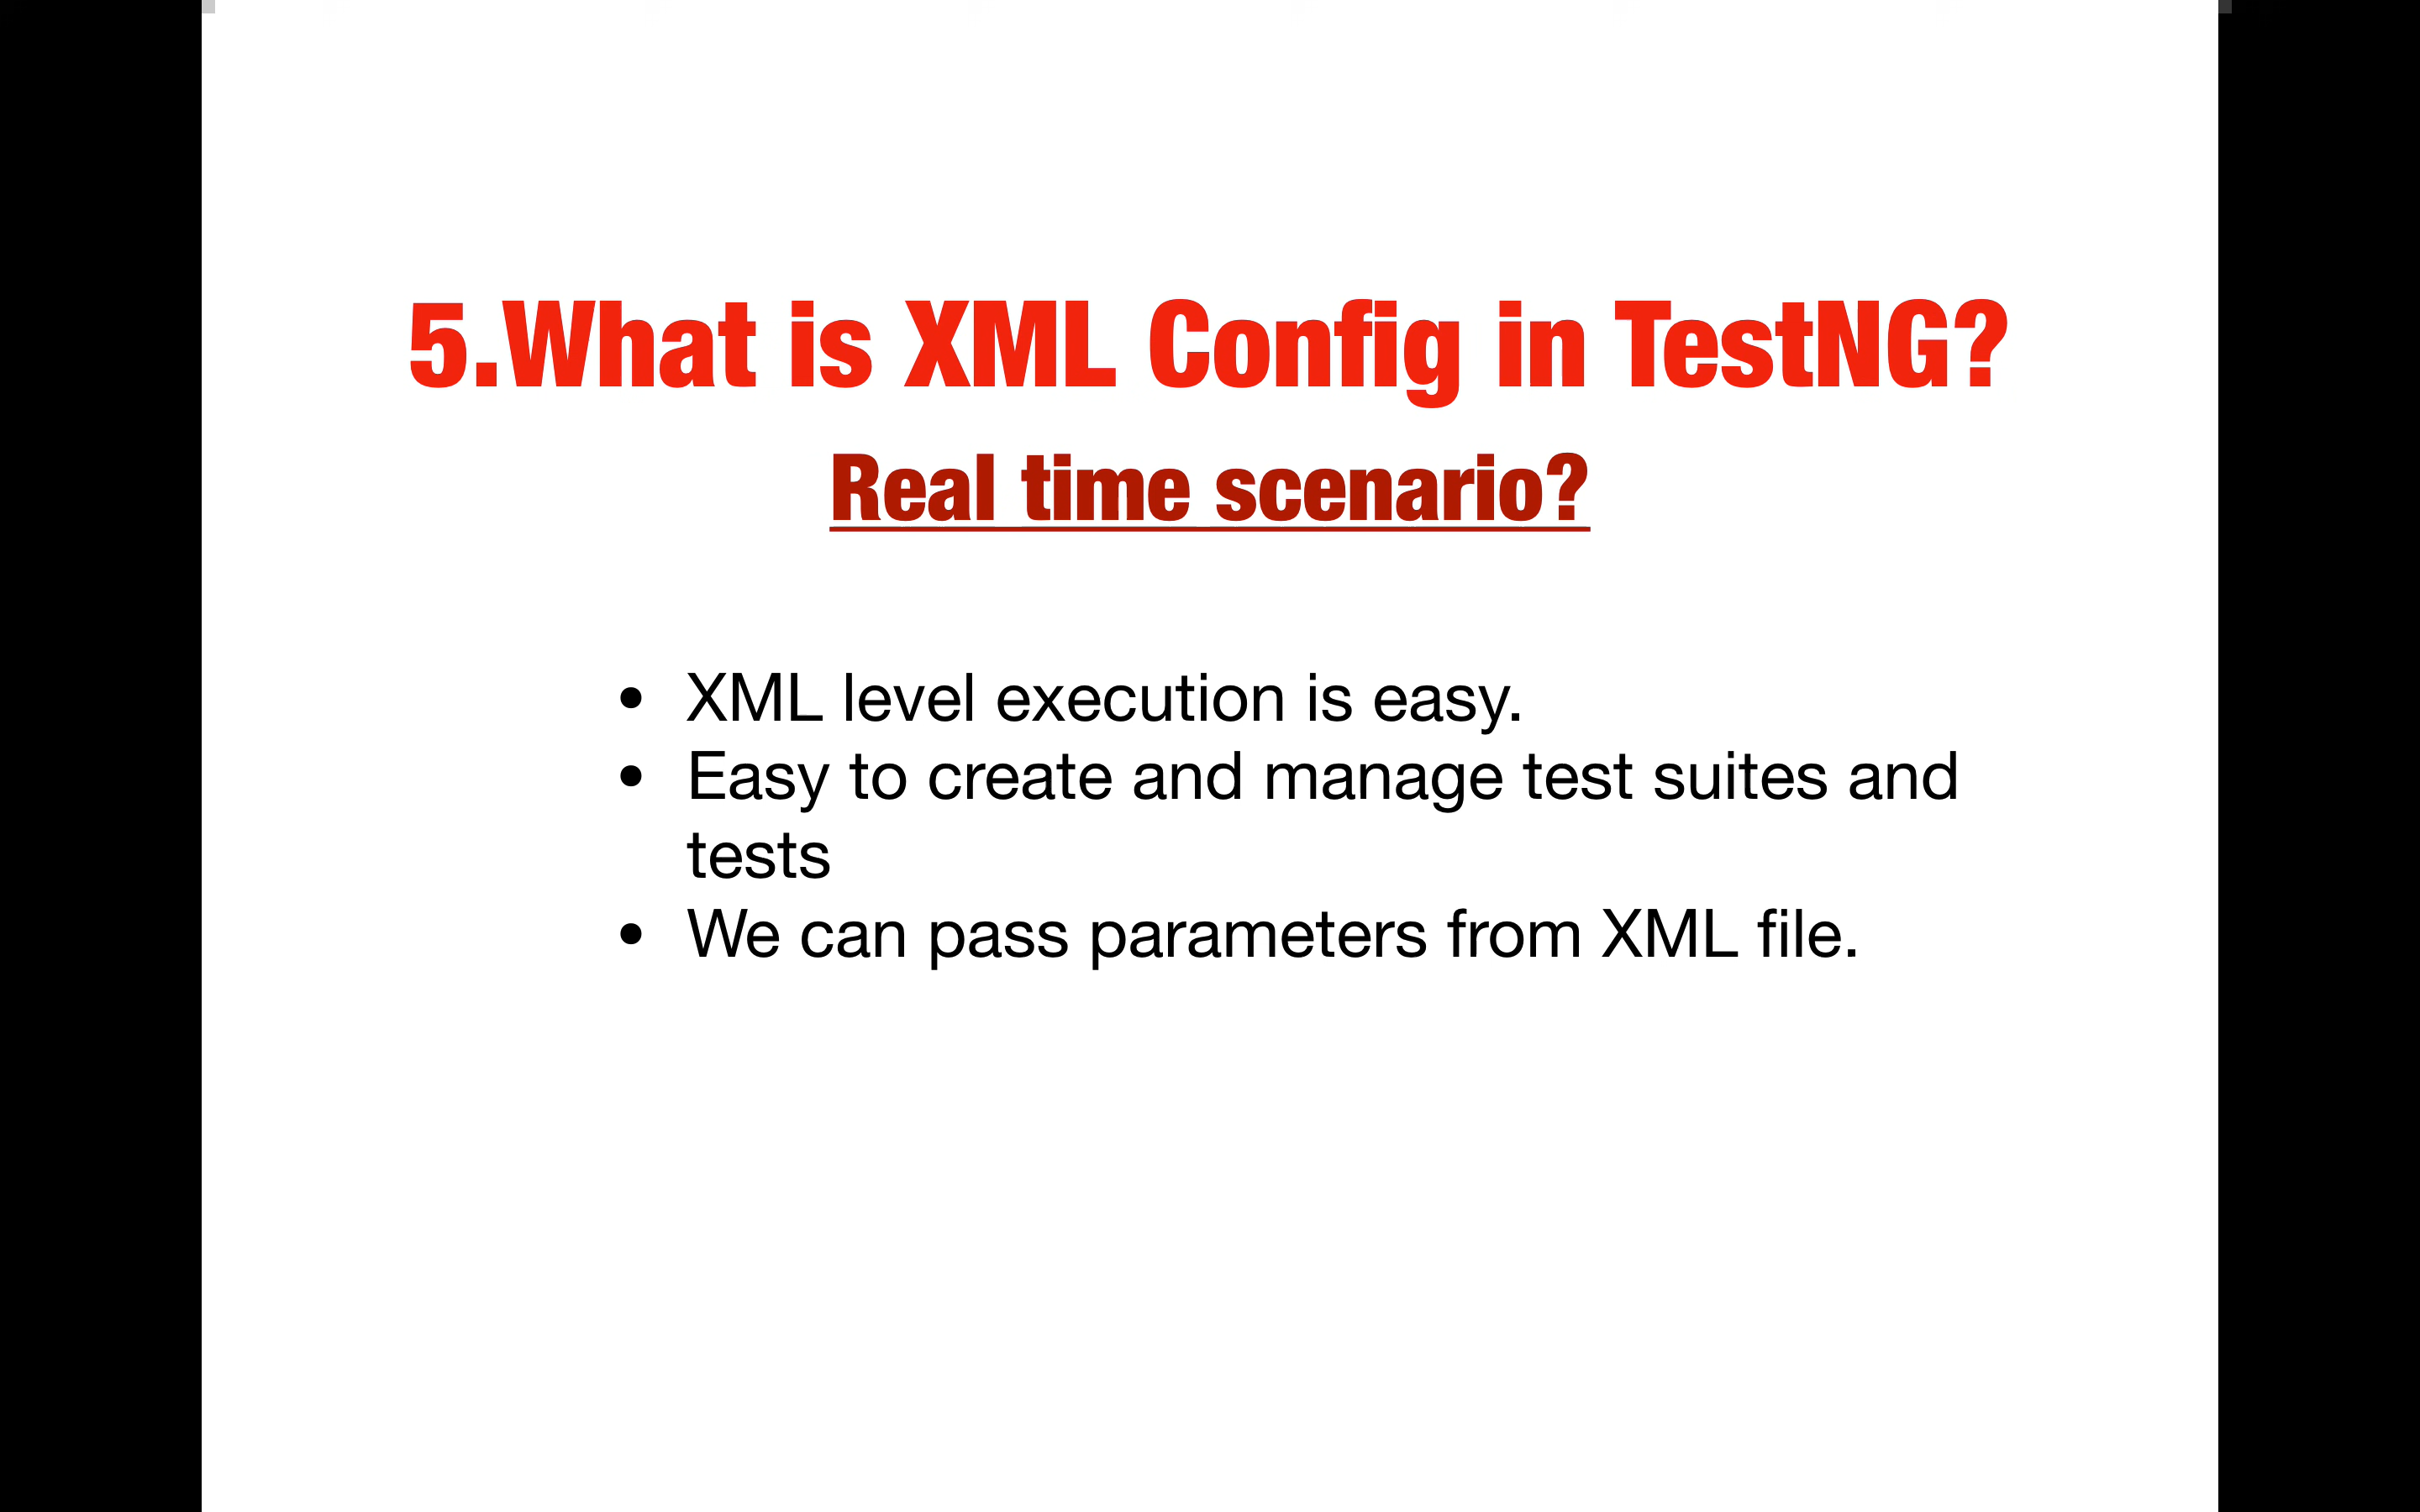 5.What is XML Config in TestNG?
Real time scenario?
• XML level execution is easy.
• Easy to create and manage test suites and
tests
• We can pass parameters from XML file.